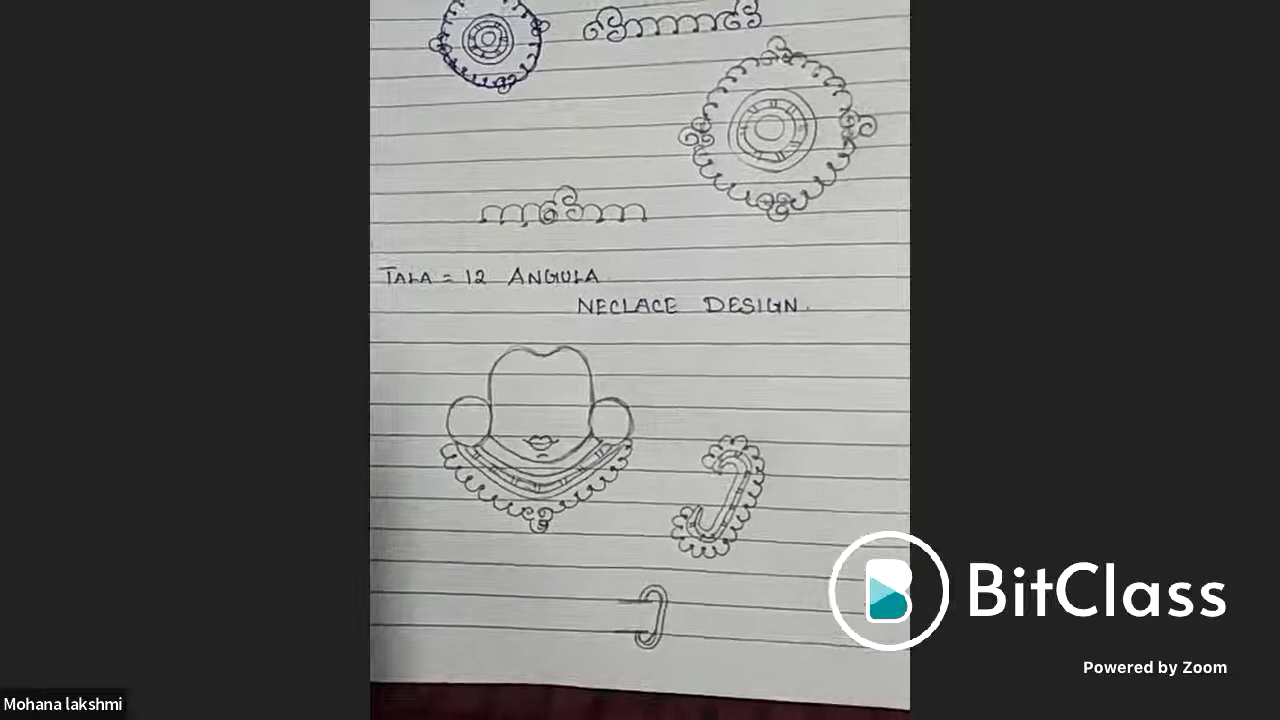 TALA = 12 ANGULA
NECLACE DESIGN.
BitClass
Powered by Zoom
Mohana lakshmi